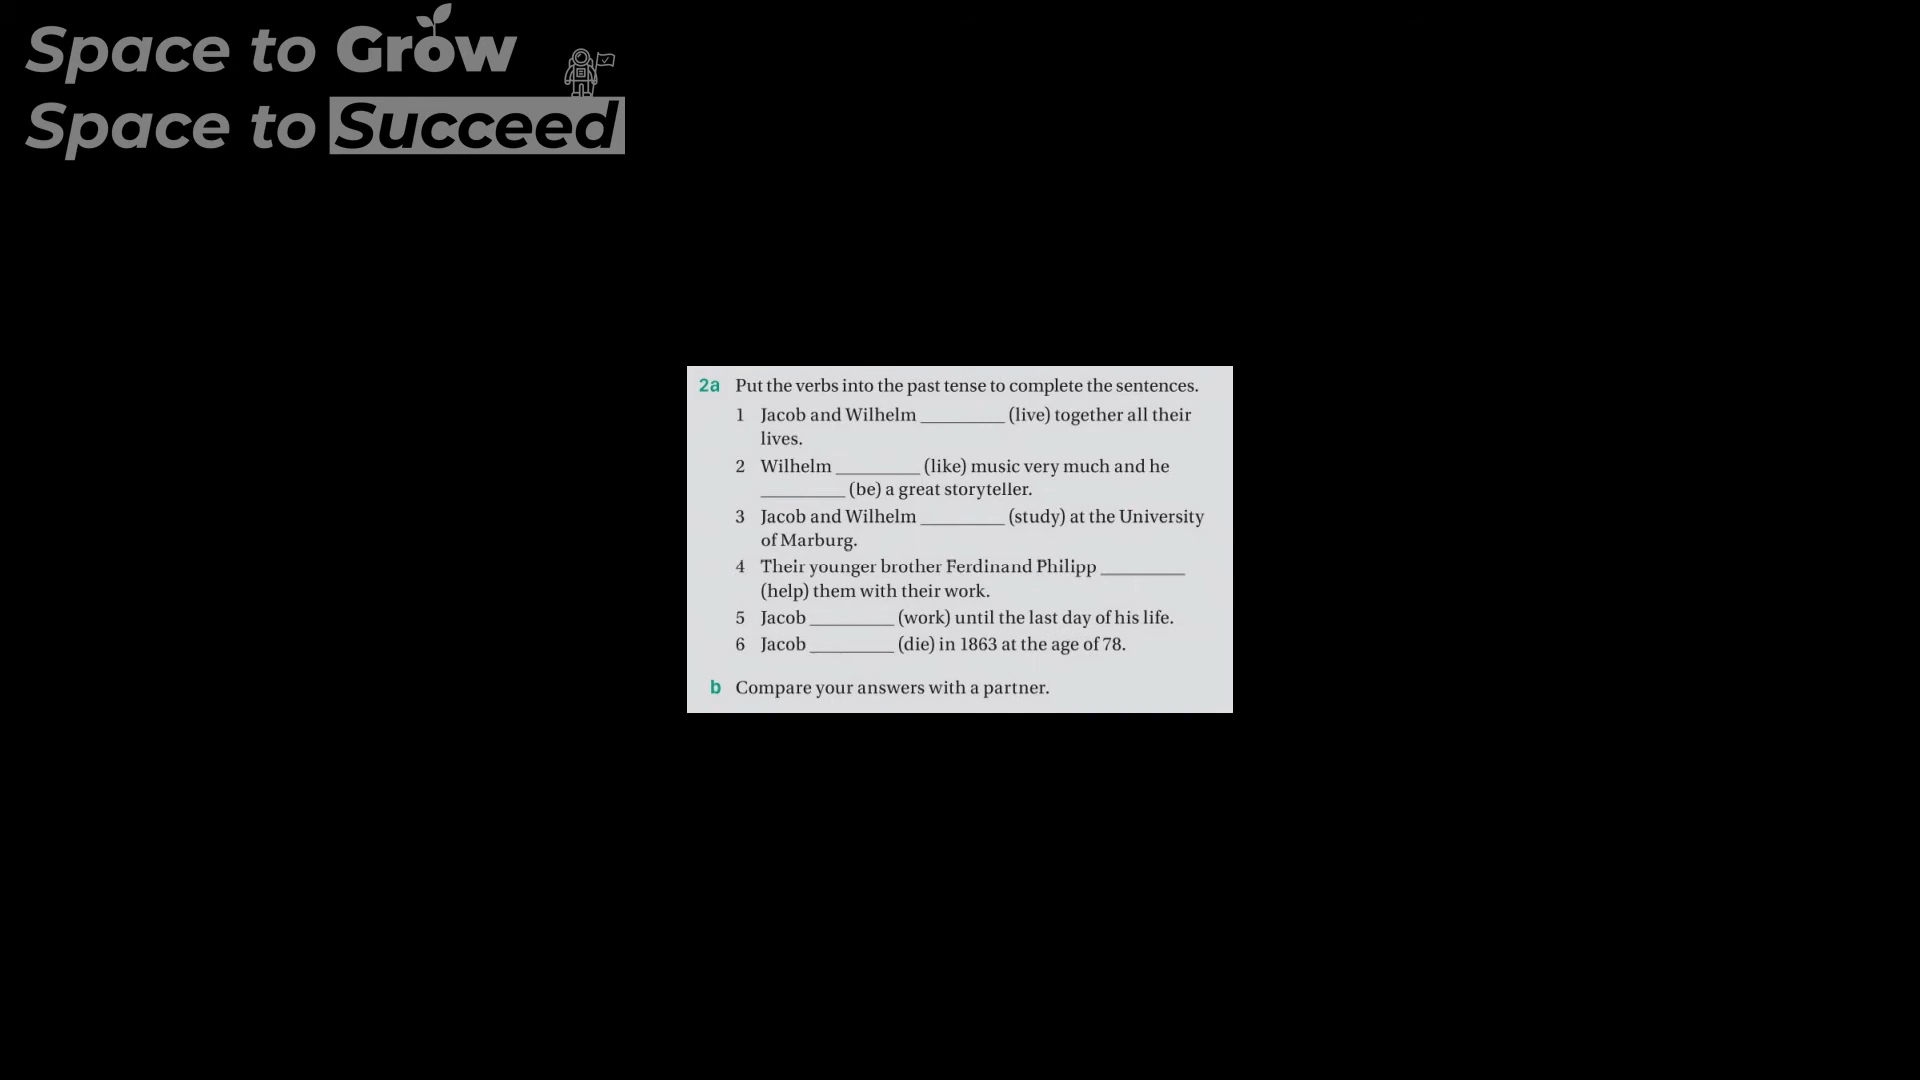 Space to Grow
Space to Succeed
2a Put the verbs into the past tense to complete the sentences.
1 Jacob and Wilhelm _________ (live) together all their
lives.
2 Wilhelm _________ (like) music very much and he
_________ (be) a great storyteller.
3 Jacob and Wilhelm _________ (study) at the University
of Marburg.
4 Their younger brother Ferdinand Philipp _________
(help) them with their work.
5 Jacob _________ (work) until the last day of his life.
6 Jacob _________ (die) in 1863 at the age of 78.
b Compare your answers with a partner.